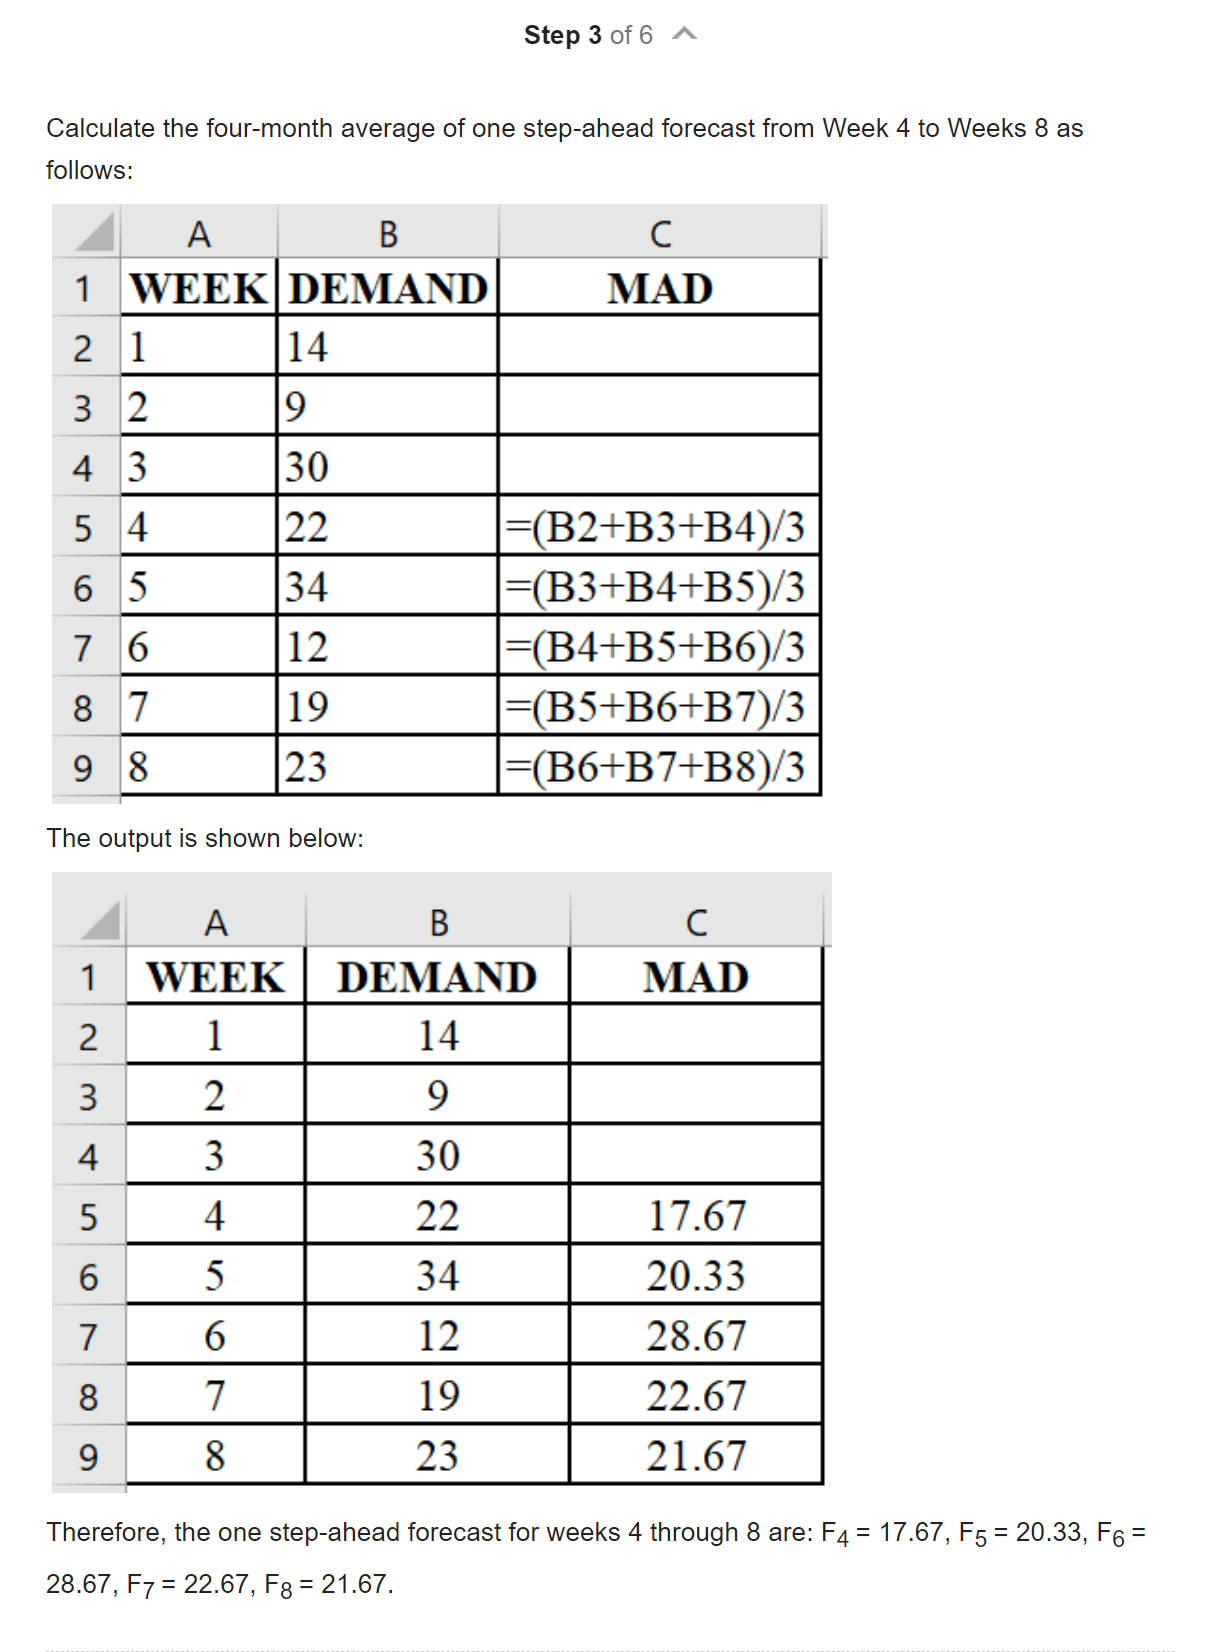 Step 3 of 6
Calculate the four-month average of one step-ahead forecast from Week 4 to Weeks 8 as
follows:
A B C
1 WEEK DEMAND MAD
2 1 14
3 2 9
4 3 30
5 4 22 =(B2+B3+B4)/3
6 5 34 =(B3+B4+B5)/3
7 6 12 =(B4+B5+B6)/3
8 7 19 =(B5+B6+B7)/3
9 8 23 =(B6+B7+B8)/3
The output is shown below:
A B C
1 WEEK DEMAND MAD
2 1 14
3 2 9
4 3 30
5 4 22 17.67
6 5 34 20.33
7 6 12 28.67
8 7 19 22.67
9 8 23 21.67
Therefore, the one step-ahead forecast for weeks 4 through 8 are: F4 = 17.67, F5 = 20.33, F6 =
28.67, F7 = 22.67, F8 = 21.67.